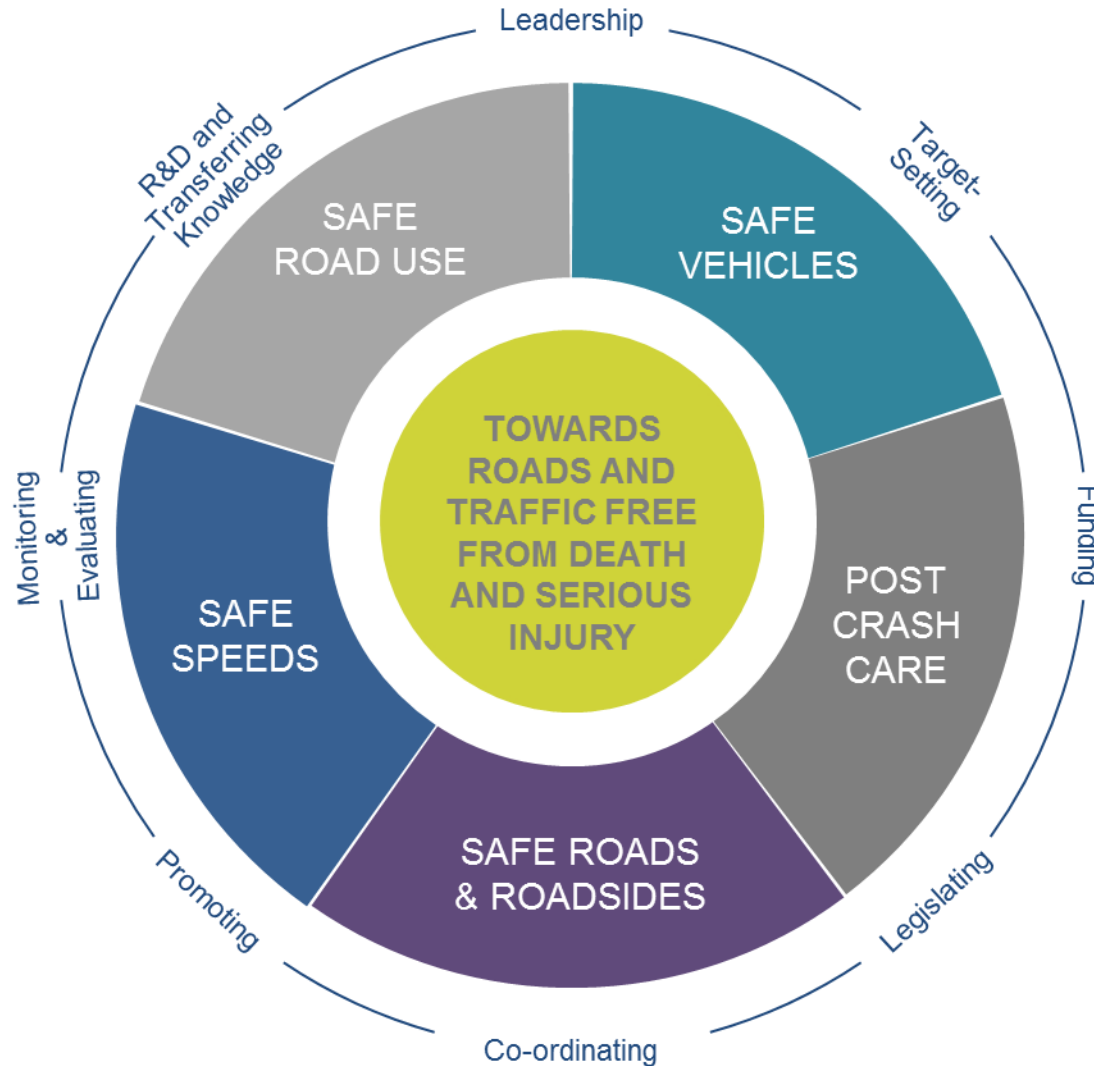 Leadership
Target-
Setting
Funding
Legislating
Co-ordinating
Promoting
Monitoring
&
Evaluating
R&D and
Transferring
Knowledge
SAFE
VEHICLES
POST
CRASH
CARE
SAFE ROADS
& ROADSIDES
SAFE
SPEEDS
SAFE
ROAD USE
TOWARDS
ROADS AND
TRAFFIC FREE
FROM DEATH
AND SERIOUS
INJURY